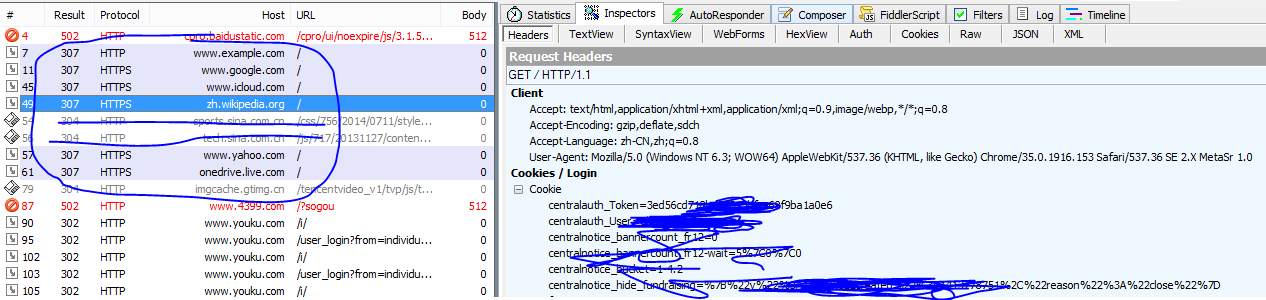 # Result Protocol Host URL Body
4 502 HTTP cpro.baidustatic.com /cpro/ui/noexpire/js/3.1.5... 512
7 307 HTTP www.example.com / 0
11 307 HTTPS www.google.com / 0
45 307 HTTPS www.icloud.com / 0
49 307 HTTPS zh.wikipedia.org / 0
54 304 HTTP sports.sina.com.cn /css/756/2014/0711/style... 0
56 304 HTTP tech.sina.com.cn /js/717/20131127/conten... 0
57 307 HTTPS www.yahoo.com / 0
61 307 HTTPS onedrive.live.com / 0
79 304 HTTP imgcache.gtimg.cn /tencentvideo_v1/tvp/js/t... 0
87 502 HTTP www.4399.com /?sogou 512
90 302 HTTP www.youku.com /i/ 0
95 302 HTTP www.youku.com /user_login?from=individu... 0
102 302 HTTP www.youku.com /i/ 0
103 302 HTTP www.youku.com /user_login?from=individu... 0
105 302 HTTP www.youku.com /i/ 0
Statistics Inspectors AutoResponder Composer FiddlerScript Filters Log Timeline
Headers TextView SyntaxView WebForms HexView Auth Cookies Raw JSON XML
Request Headers
GET / HTTP/1.1
Client
Accept: text/html,application/xhtml+xml,application/xml;q=0.9,image/webp,*/*;q=0.8
Accept-Encoding: gzip,deflate,sdch
Accept-Language: zh-CN,zh;q=0.8
User-Agent: Mozilla/5.0 (Windows NT 6.3; WOW64) AppleWebKit/537.36 (KHTML, like Gecko) Chrome/35.0.1916.153 Safari/537.36 SE 2.X MetaSr 1.0
Cookies / Login
Cookie
centralauth_Token=3ed56cd71
centralauth_User=
centralnotice_bannercount_fr12=0
centralnotice_bannercount_fr12-wait=5%7C0%7C0
centralnotice_bucket=1-4.2
centralnotice_hide_fundraising=%7B%22v%22 %2C%22reason%22%3A%22close%22%7D